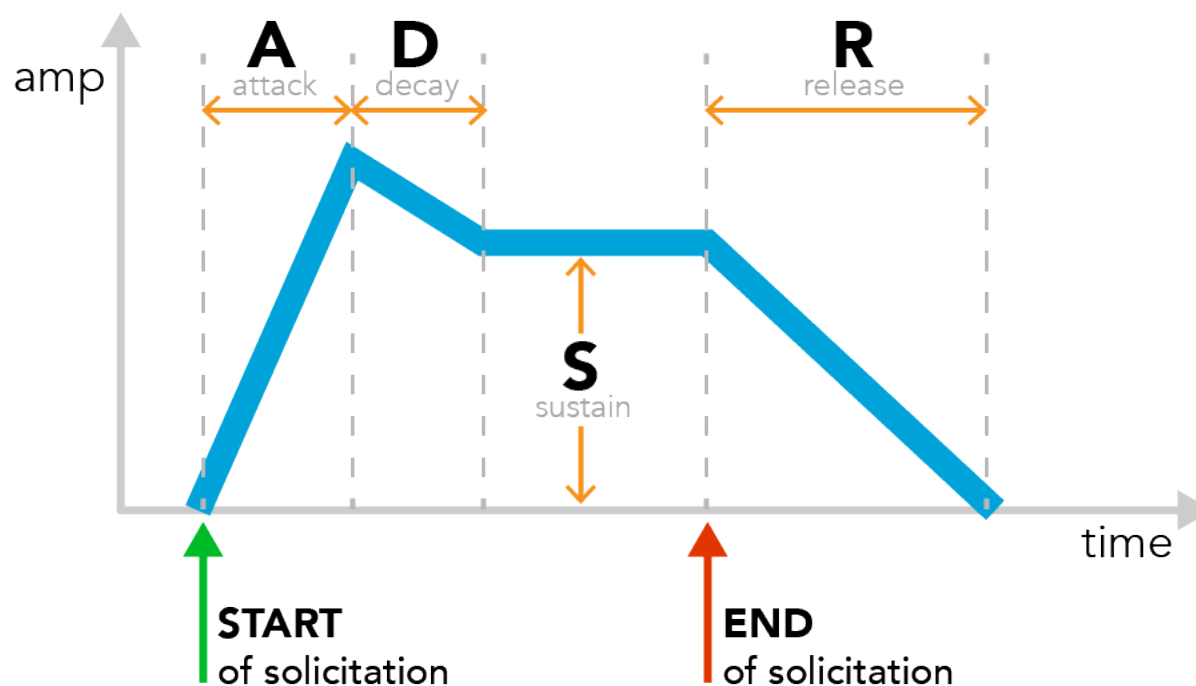 A
D
R
amp
attack
decay
release
S
sustain
time
START
of solicitation
END
of solicitation